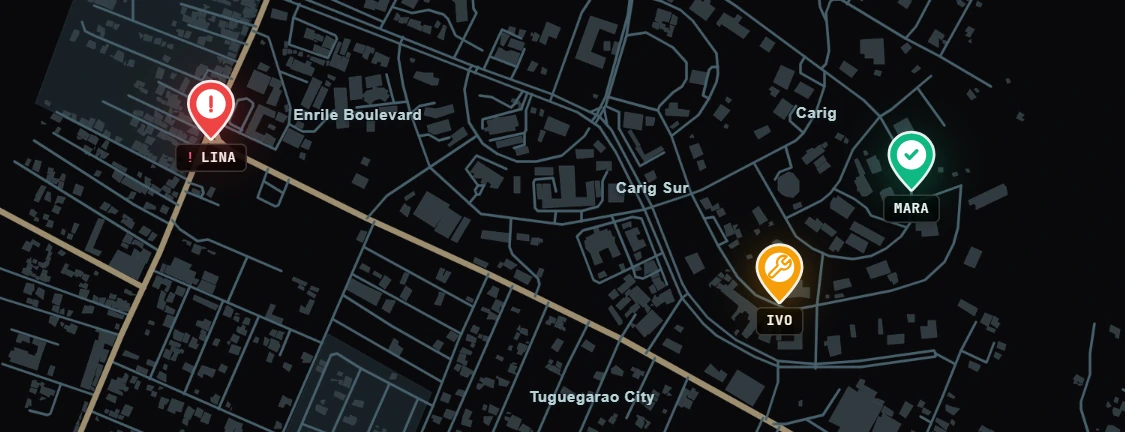 Enrile Boulevard
Carig
! LINA
Carig Sur
MARA
IVO
Tuguegarao City